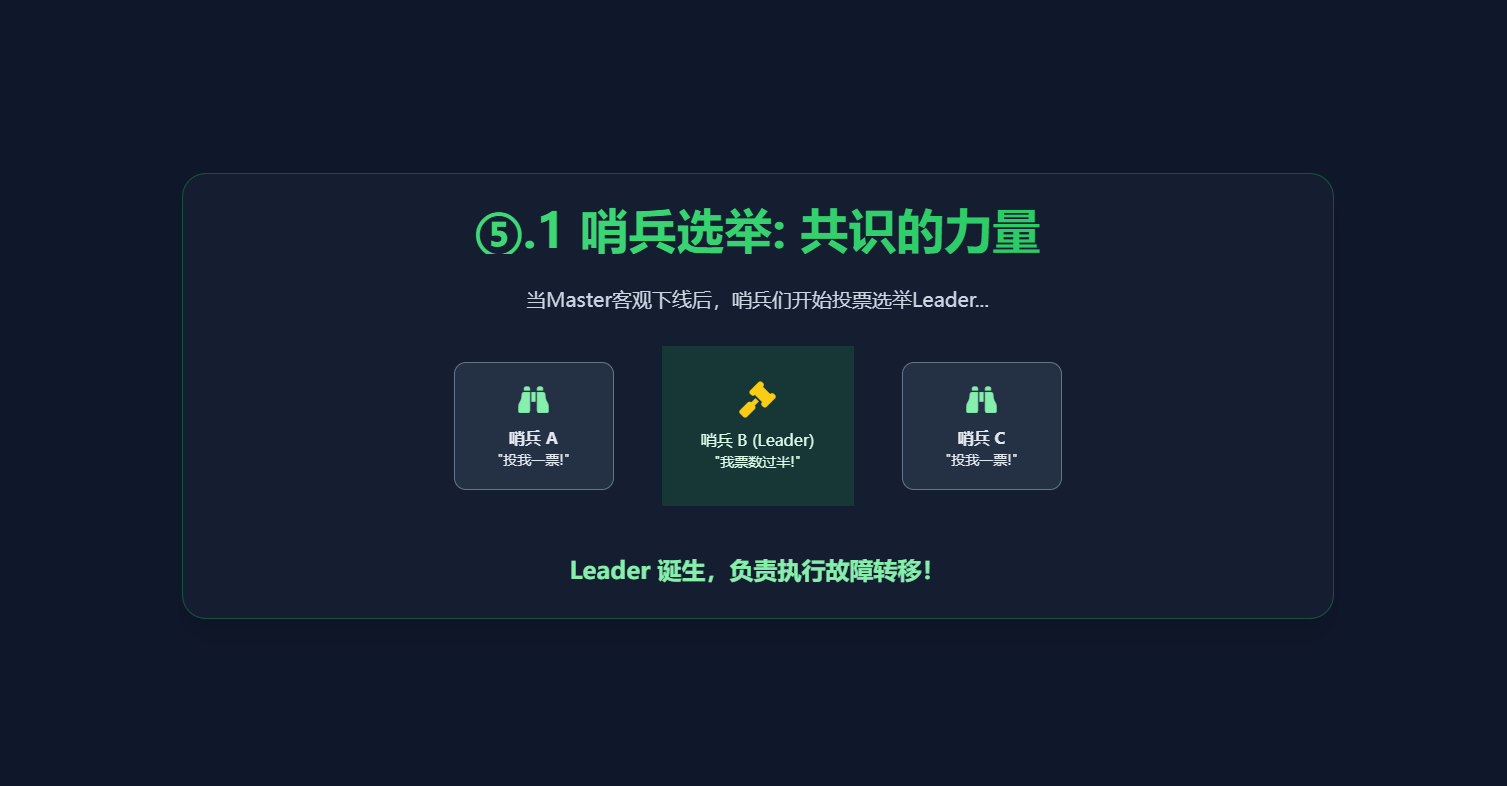 ⑤.1 哨兵选举: 共识的力量
当Master客观下线后，哨兵们开始投票选举Leader...
哨兵 A
"投我一票!"
哨兵 B (Leader)
"我票数过半!"
哨兵 C
"投我一票!"
Leader 诞生，负责执行故障转移！